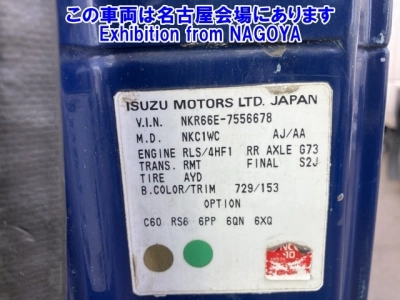 この車両は名古屋会場にあります
Exhibition from NAGOYA
ISUZU MOTORS LTD. JAPAN
V.I.N. NKR66E-7556678
M.D. NKC1WC AJ/AA
ENGINE RLS/4HF1 RR AXLE G73
TRANS. RMT FINAL S2J
TIRE AYD
B.COLOR/TRIM 729/153
OPTION
C60 RS6 6PP 6QN 6XQ
10